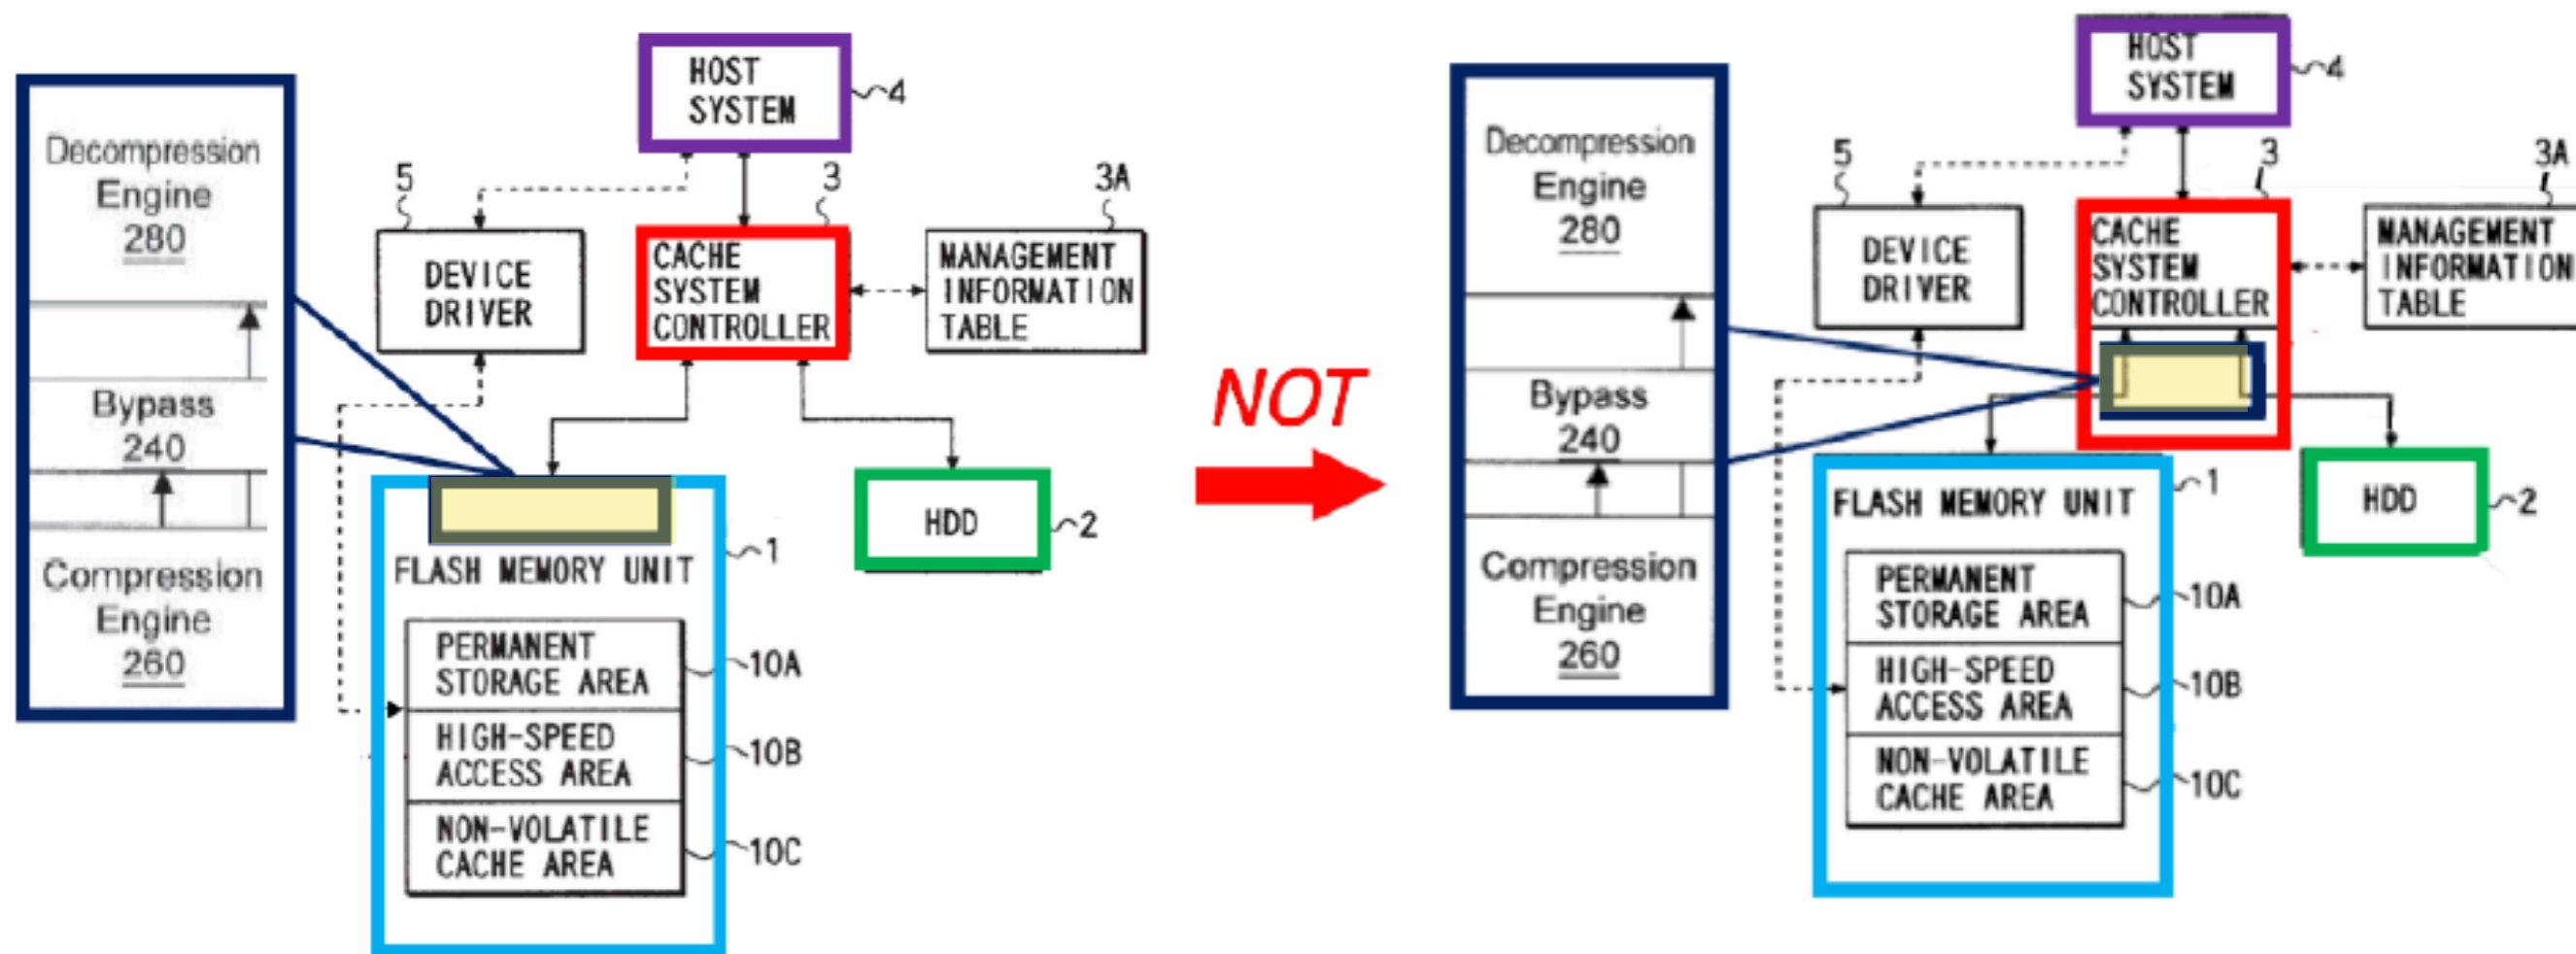 Decompression
Engine
280
Bypass
240
Compression
Engine
260
HOST
SYSTEM
4
5
3
3A
DEVICE
DRIVER
CACHE
SYSTEM
CONTROLLER
MANAGEMENT
INFORMATION
TABLE
HDD
2
1
FLASH MEMORY UNIT
PERMANENT
STORAGE AREA
10A
HIGH-SPEED
ACCESS AREA
10B
NON-VOLATILE
CACHE AREA
10C
NOT
Decompression
Engine
280
Bypass
240
Compression
Engine
260
HOST
SYSTEM
4
5
3
3A
DEVICE
DRIVER
CACHE
SYSTEM
CONTROLLER
MANAGEMENT
INFORMATION
TABLE
HDD
2
1
FLASH MEMORY UNIT
PERMANENT
STORAGE AREA
10A
HIGH-SPEED
ACCESS AREA
10B
NON-VOLATILE
CACHE AREA
10C